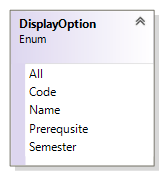 DisplayOption
Enum
All
Code
Name
Prerequsite
Semester